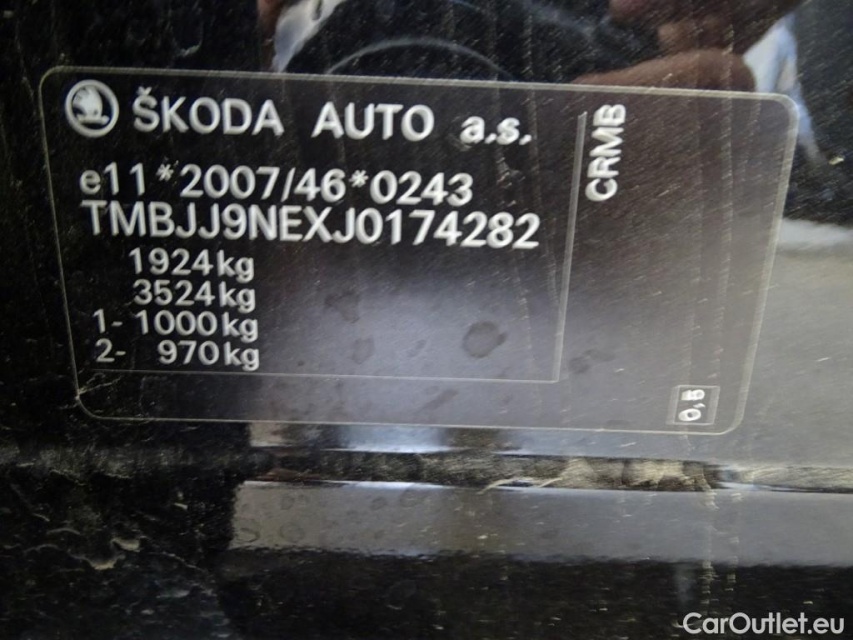 ŠKODA AUTO a.s.
e11*2007/46*0243
TMBJJ9NEXJ0174282
1924kg
3524kg
1- 1000kg
2- 970kg
CRMB
0,5
CarOutlet.eu